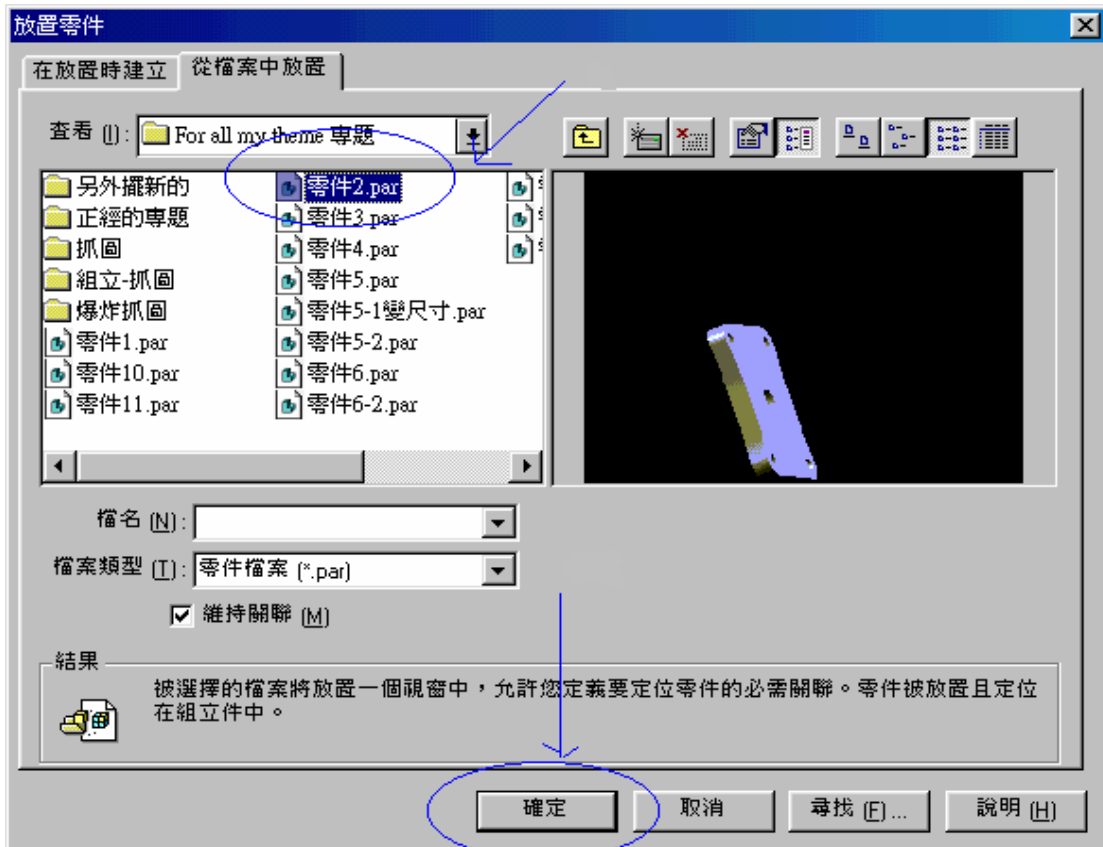 放置零件
在放置時建立 從檔案中放置
查看 (I): For all my theme 專題
另外擺新的
正經的專題
抓圖
組立-抓圖
爆炸抓圖
零件1.par
零件10.par
零件11.par
零件2.par
零件3.par
零件4.par
零件5.par
零件5-1變尺寸.par
零件5-2.par
零件6.par
零件6-2.par
檔名 (N):
檔案類型 (T): 零件檔案 (*.par)
維持關聯 (M)
結果
被選擇的檔案將放置一個視窗中，允許您定義要定位零件的必需關聯。零件被放置且定位
在組立件中。
確定 取消 尋找 (F)... 說明 (H)